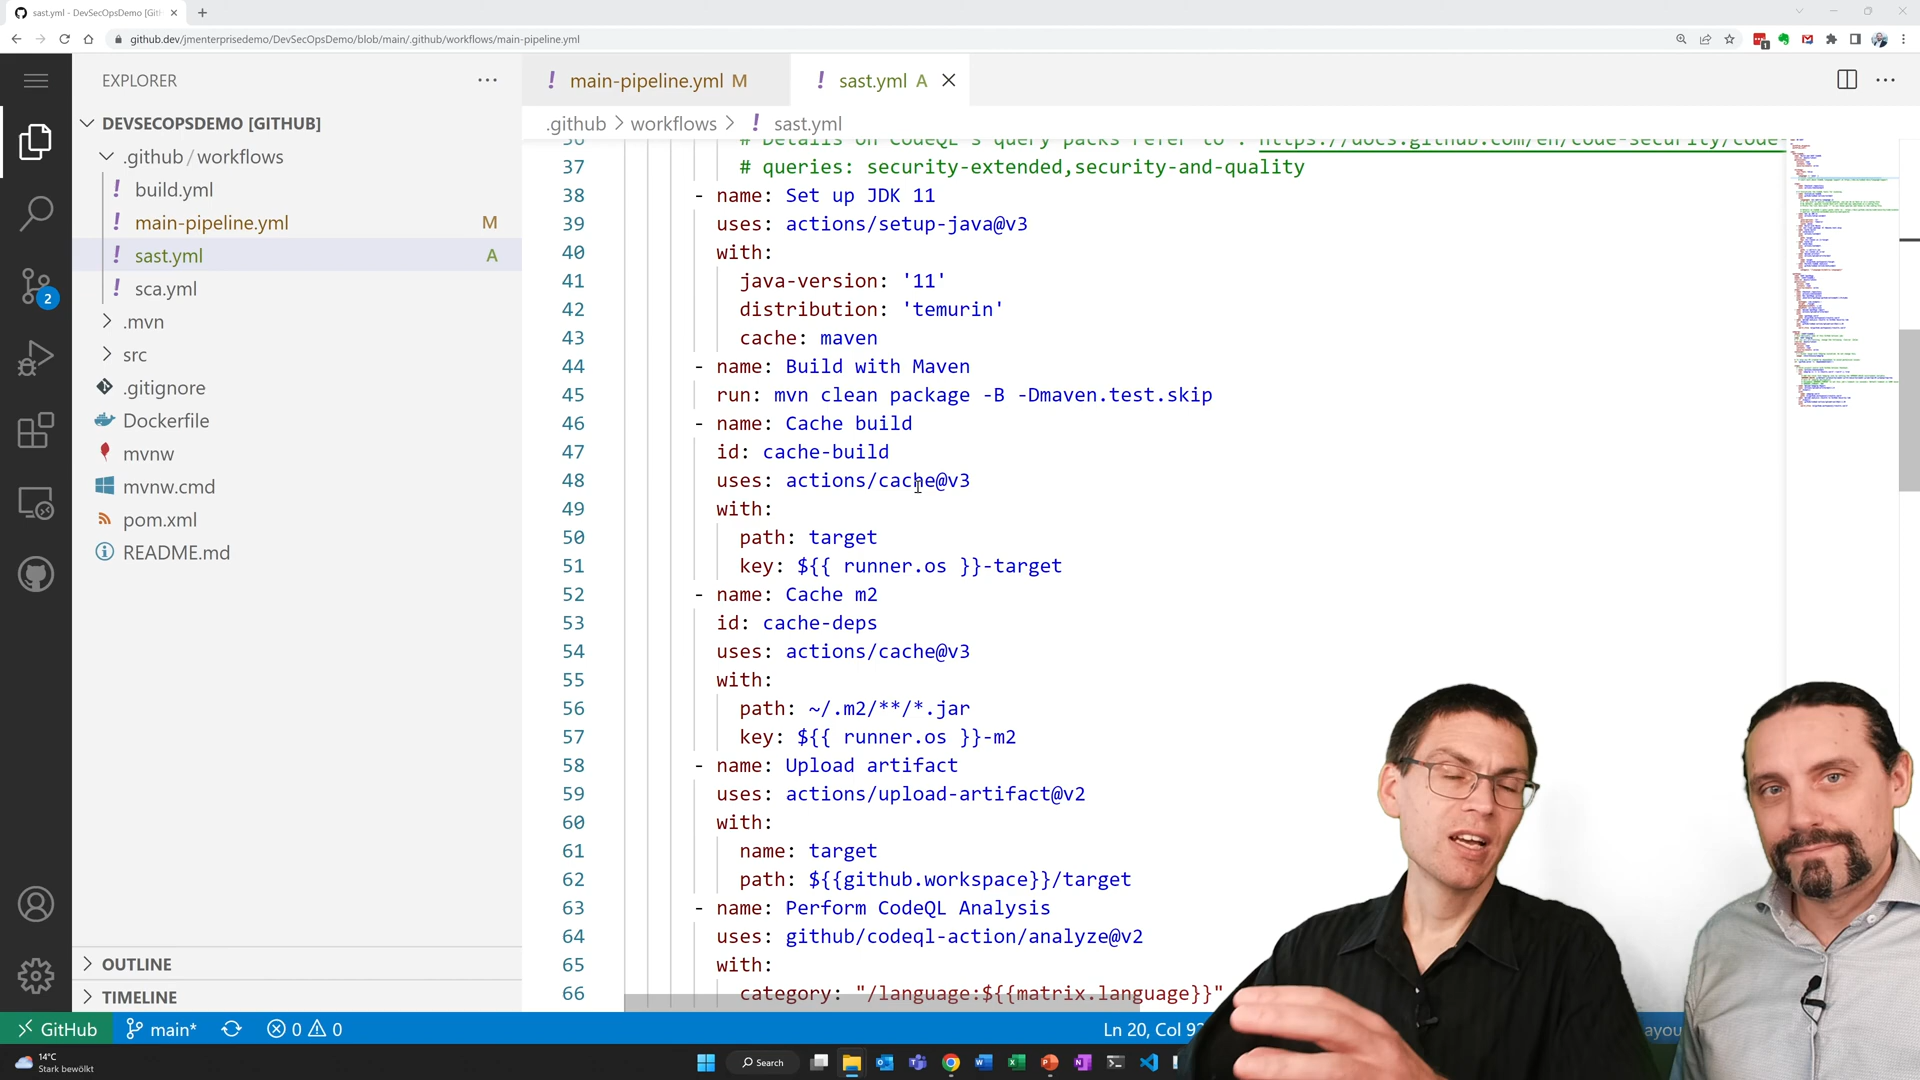 sast.yml - DevSecOpsDemo [Git
github.dev/jmenterprisedemo/DevSecOpsDemo/blob/main/.github/workflows/main-pipeline.yml
EXPLORER
main-pipeline.yml M
sast.yml A
DEVSECOPSDEMO [GITHUB]
.github > workflows > ! sast.yml
.github / workflows
! build.yml
! main-pipeline.yml M
! sast.yml A
! sca.yml
.mvn
src
.gitignore
Dockerfile
mvnw
mvnw.cmd
pom.xml
README.md
2
OUTLINE
TIMELINE
36 # Details on CodeQL's query packs refer to : https://docs.github.com/en/code-security/code-
37 # queries: security-extended,security-and-quality
38 - name: Set up JDK 11
39 uses: actions/setup-java@v3
40 with:
41 java-version: '11'
42 distribution: 'temurin'
43 cache: maven
44 - name: Build with Maven
45 run: mvn clean package -B -Dmaven.test.skip
46 - name: Cache build
47 id: cache-build
48 uses: actions/cache@v3
49 with:
50 path: target
51 key: ${{ runner.os }}-target
52 - name: Cache m2
53 id: cache-deps
54 uses: actions/cache@v3
55 with:
56 path: ~/.m2/**/*.jar
57 key: ${{ runner.os }}-m2
58 - name: Upload artifact
59 uses: actions/upload-artifact@v2
60 with:
61 name: target
62 path: ${{github.workspace}}/target
63 - name: Perform CodeQL Analysis
64 uses: github/codeql-action/analyze@v2
65 with:
66 category: "/language:${{matrix.language}}"
GitHub main* 0 0 Ln 20, Col 92 ayou
14°C
Stark bewölkt
Search